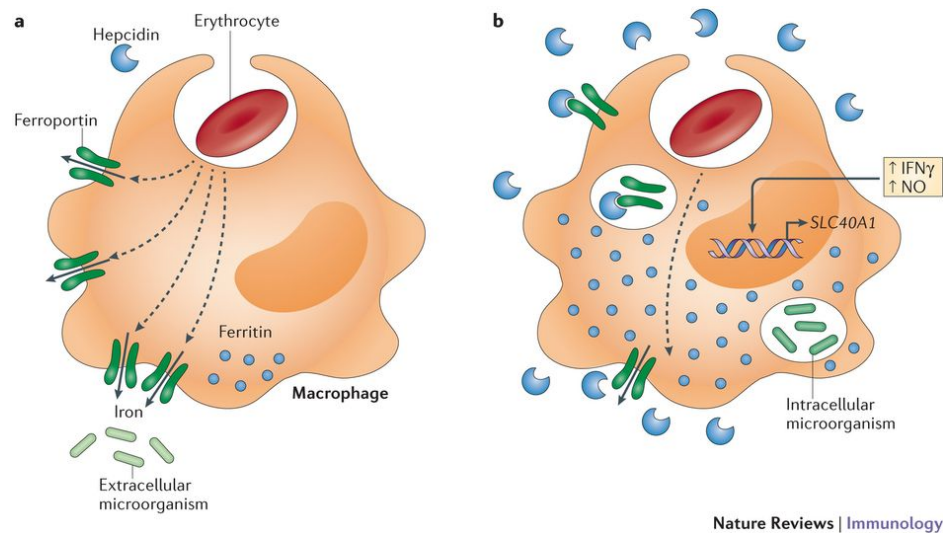 a
Erythrocyte
Hepcidin
Ferroportin
Ferritin
Macrophage
Iron
Extracellular
microorganism
b
↑ IFNγ
↑ NO
SLC40A1
Intracellular
microorganism
Nature Reviews | Immunology